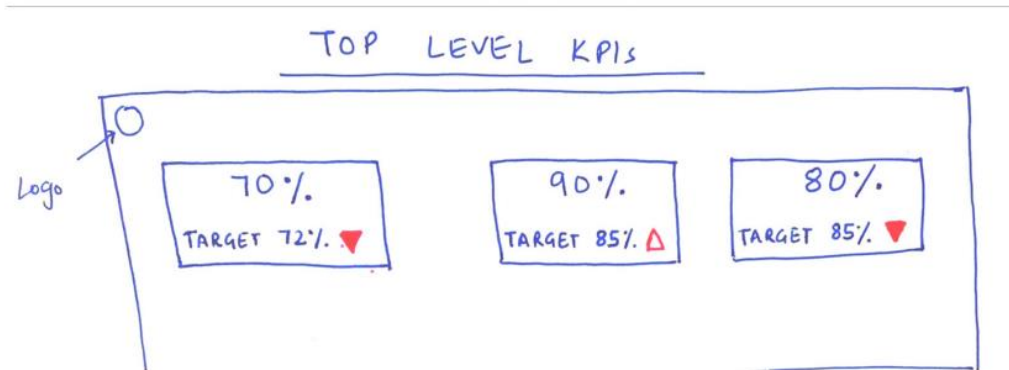 TOP LEVEL KPIs
Logo
70%.
TARGET 72%.
90%.
TARGET 85%.
80%.
TARGET 85%.